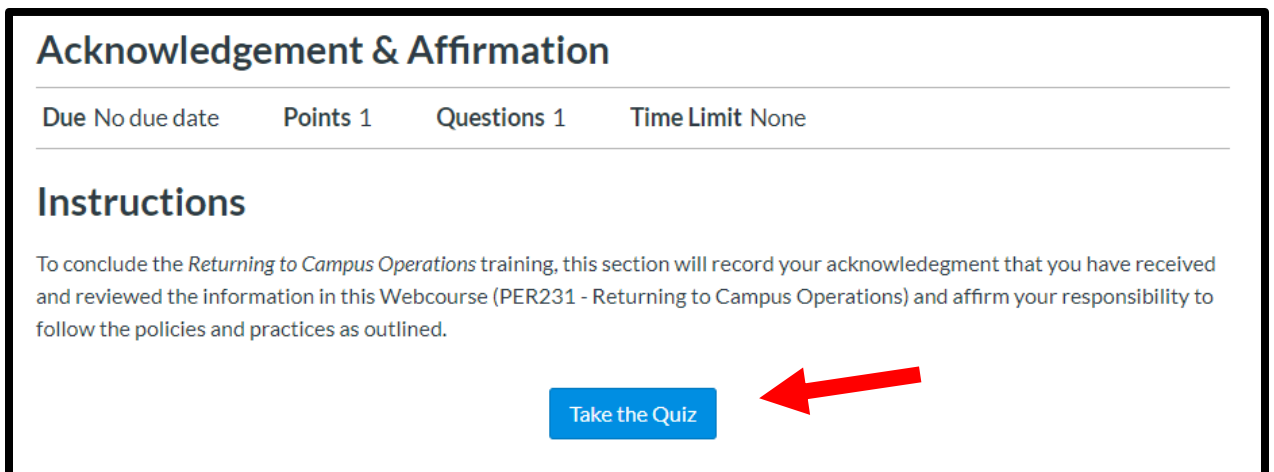 Acknowledgement & Affirmation
Due No due date Points 1 Questions 1 Time Limit None
Instructions
To conclude the Returning to Campus Operations training, this section will record your acknowledegment that you have received
and reviewed the information in this Webcourse (PER231 - Returning to Campus Operations) and affirm your responsibility to
follow the policies and practices as outlined.
Take the Quiz